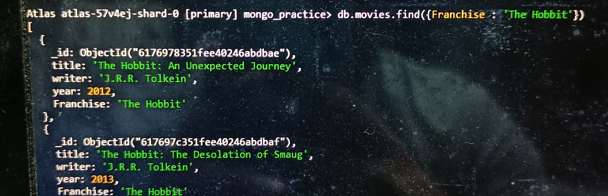 Atlas atlas-57v4ej-shard-0 [primary] mongo_practice> db.movies.find({Franchise : 'The Hobbit'})
[
{
_id: ObjectId("6176978351fee40246abdbae"),
title: 'The Hobbit: An Unexpected Journey',
writer: 'J.R.R. Tolkein',
year: 2012,
Franchise: 'The Hobbit'
},
{
_id: ObjectId("617697c351fee40246abdbaf"),
title: 'The Hobbit: The Desolation of Smaug',
writer: 'J.R.R. Tolkein',
year: 2013,
Franchise: 'The Hobbit'